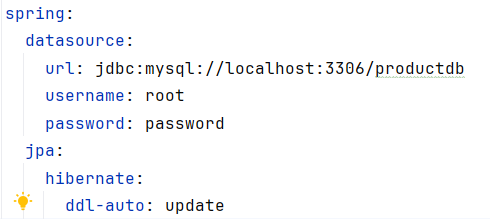 spring:
  datasource:
    url: jdbc:mysql://localhost:3306/productdb
    username: root
    password: password
  jpa:
    hibernate:
      ddl-auto: update